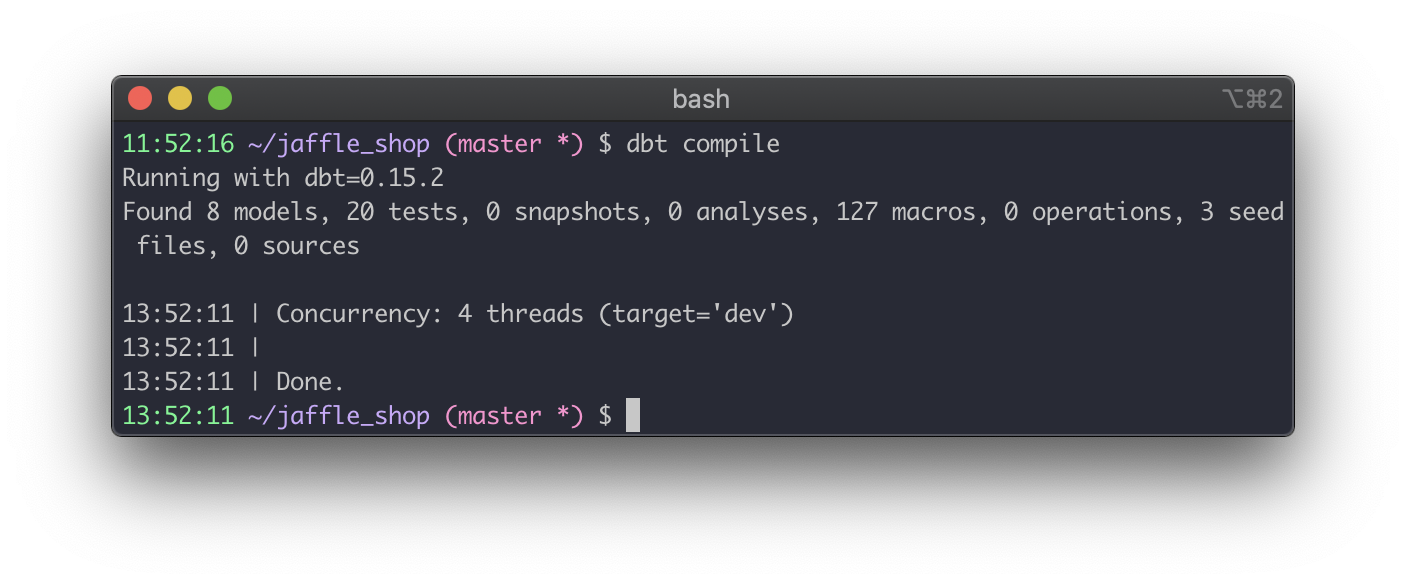 bash
⌥⌘2
11:52:16 ~/jaffle_shop (master *) $ dbt compile
Running with dbt=0.15.2
Found 8 models, 20 tests, 0 snapshots, 0 analyses, 127 macros, 0 operations, 3 seed
 files, 0 sources
13:52:11 | Concurrency: 4 threads (target='dev')
13:52:11 |
13:52:11 | Done.
13:52:11 ~/jaffle_shop (master *) $